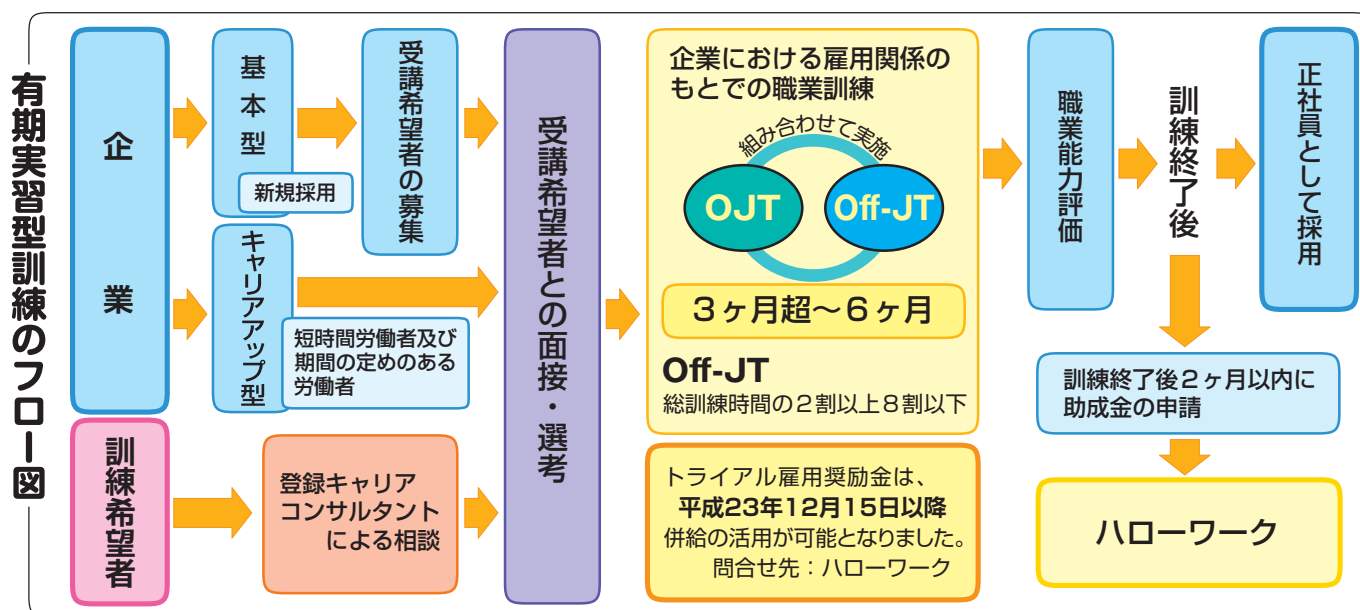 有期実習型訓練のフロー図
企業
基本型
新規採用
受講希望者の募集
キャリアアップ型
短時間労働者及び
期間の定めのある
労働者
訓練希望者
登録キャリア
コンサルタント
による相談
受講希望者との面接・選考
企業における雇用関係の
もとでの職業訓練
組み合わせて実施
OJT
Off-JT
3ヶ月超〜6ヶ月
Off-JT
総訓練時間の2割以上8割以下
トライアル雇用奨励金は、
平成23年12月15日以降
併給の活用が可能となりました。
問合せ先：ハローワーク
職業能力評価
訓練終了後
正社員として採用
訓練終了後2ヶ月以内に
助成金の申請
ハローワーク